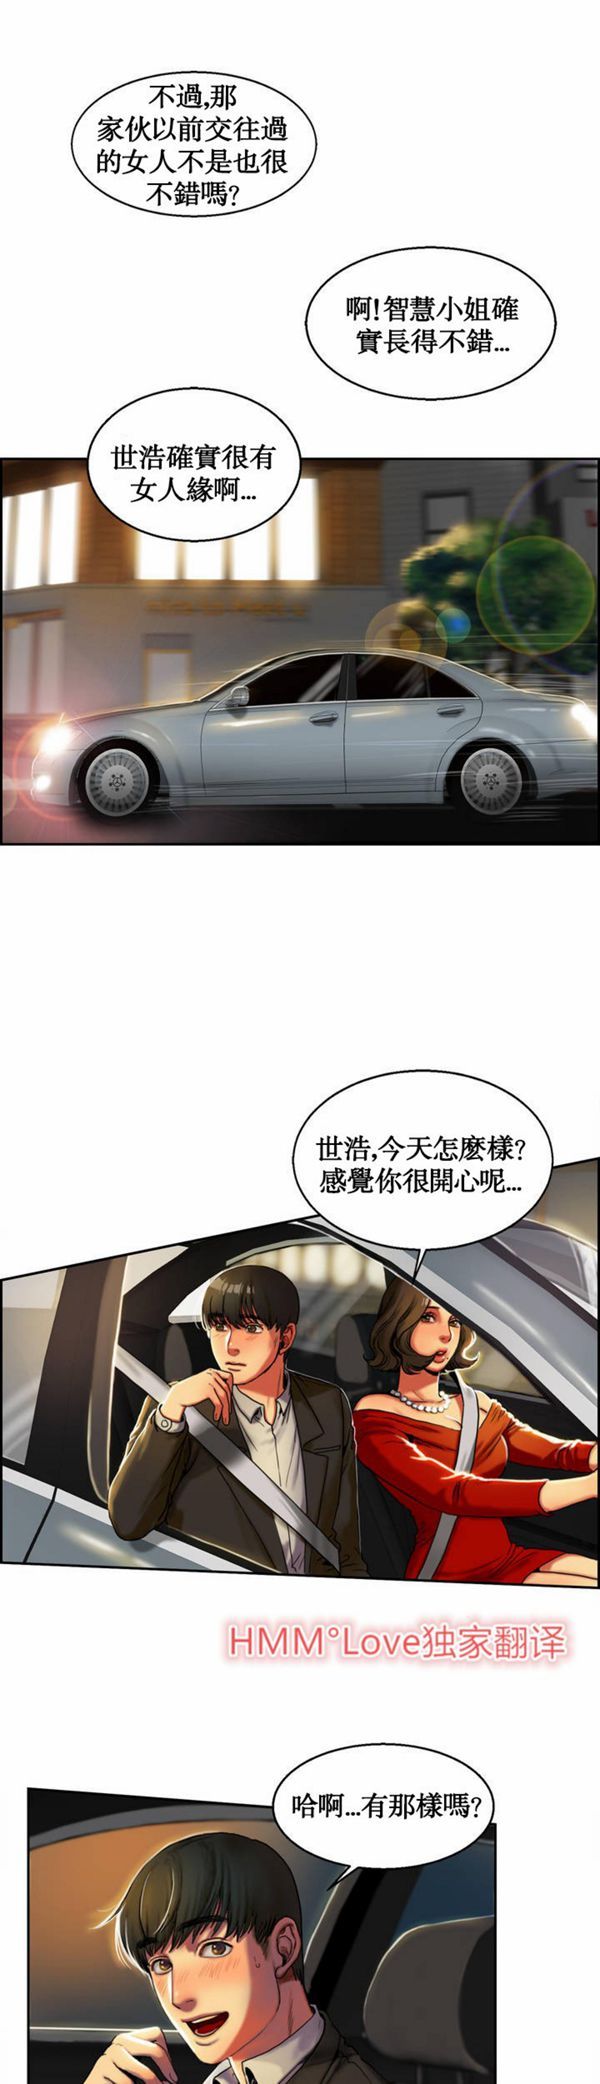 不過,那
家伙以前交往過
的女人不是也很
不錯嗎?
啊!智慧小姐確
實長得不錯...
世浩確實很有
女人緣啊...
世浩,今天怎麽樣?
感覺你很開心呢...
HMM°Love独家翻译
哈啊...有那樣嗎?